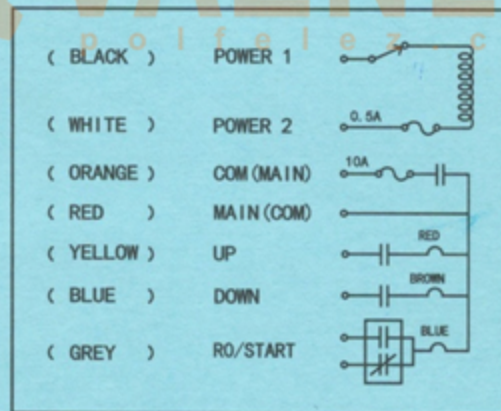 polfelez.c
( BLACK ) POWER 1
( WHITE ) POWER 2 0.5A
( ORANGE ) COM(MAIN) 10A
( RED ) MAIN(COM)
( YELLOW ) UP RED
( BLUE ) DOWN BROWN
( GREY ) RO/START BLUE